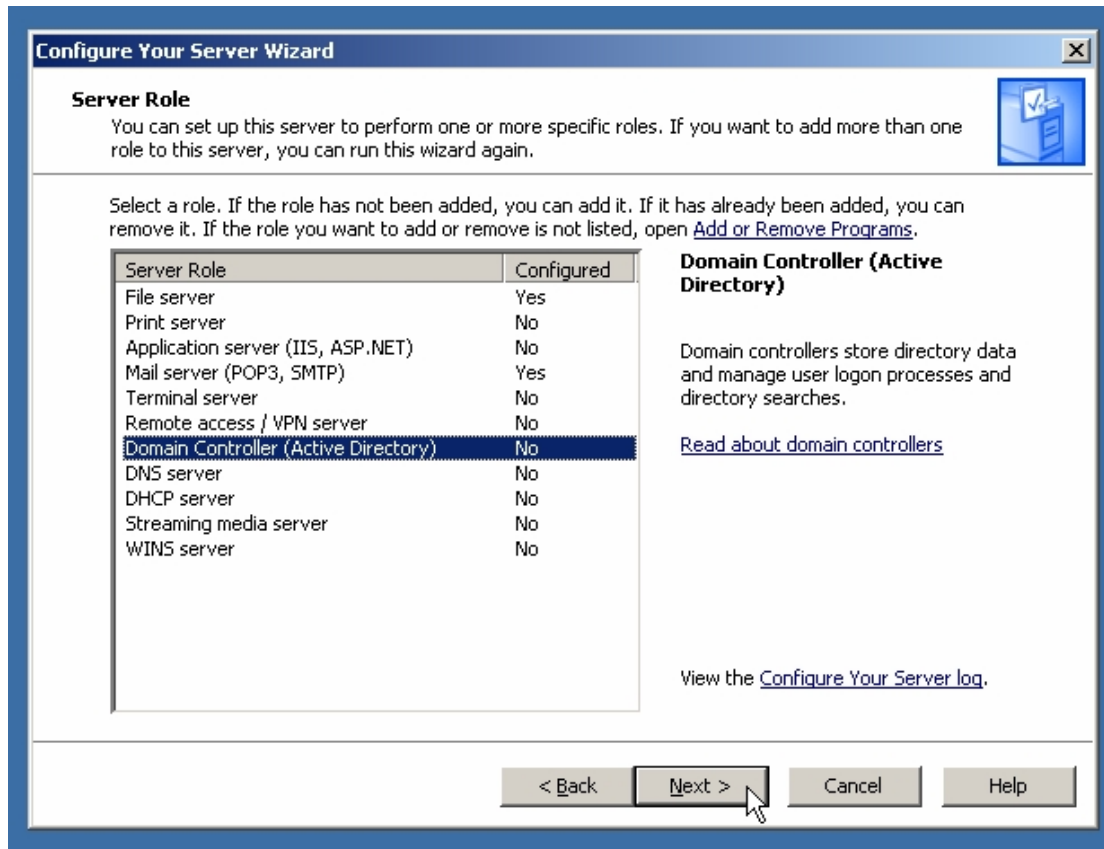 Configure Your Server Wizard
Server Role
You can set up this server to perform one or more specific roles. If you want to add more than one
role to this server, you can run this wizard again.
Select a role. If the role has not been added, you can add it. If it has already been added, you can
remove it. If the role you want to add or remove is not listed, open Add or Remove Programs.
Server Role Configured
File server Yes
Print server No
Application server (IIS, ASP.NET) No
Mail server (POP3, SMTP) Yes
Terminal server No
Remote access / VPN server No
Domain Controller (Active Directory) No
DNS server No
DHCP server No
Streaming media server No
WINS server No
Domain Controller (Active
Directory)
Domain controllers store directory data
and manage user logon processes and
directory searches.
Read about domain controllers
View the Configure Your Server log.
< Back Next > Cancel Help